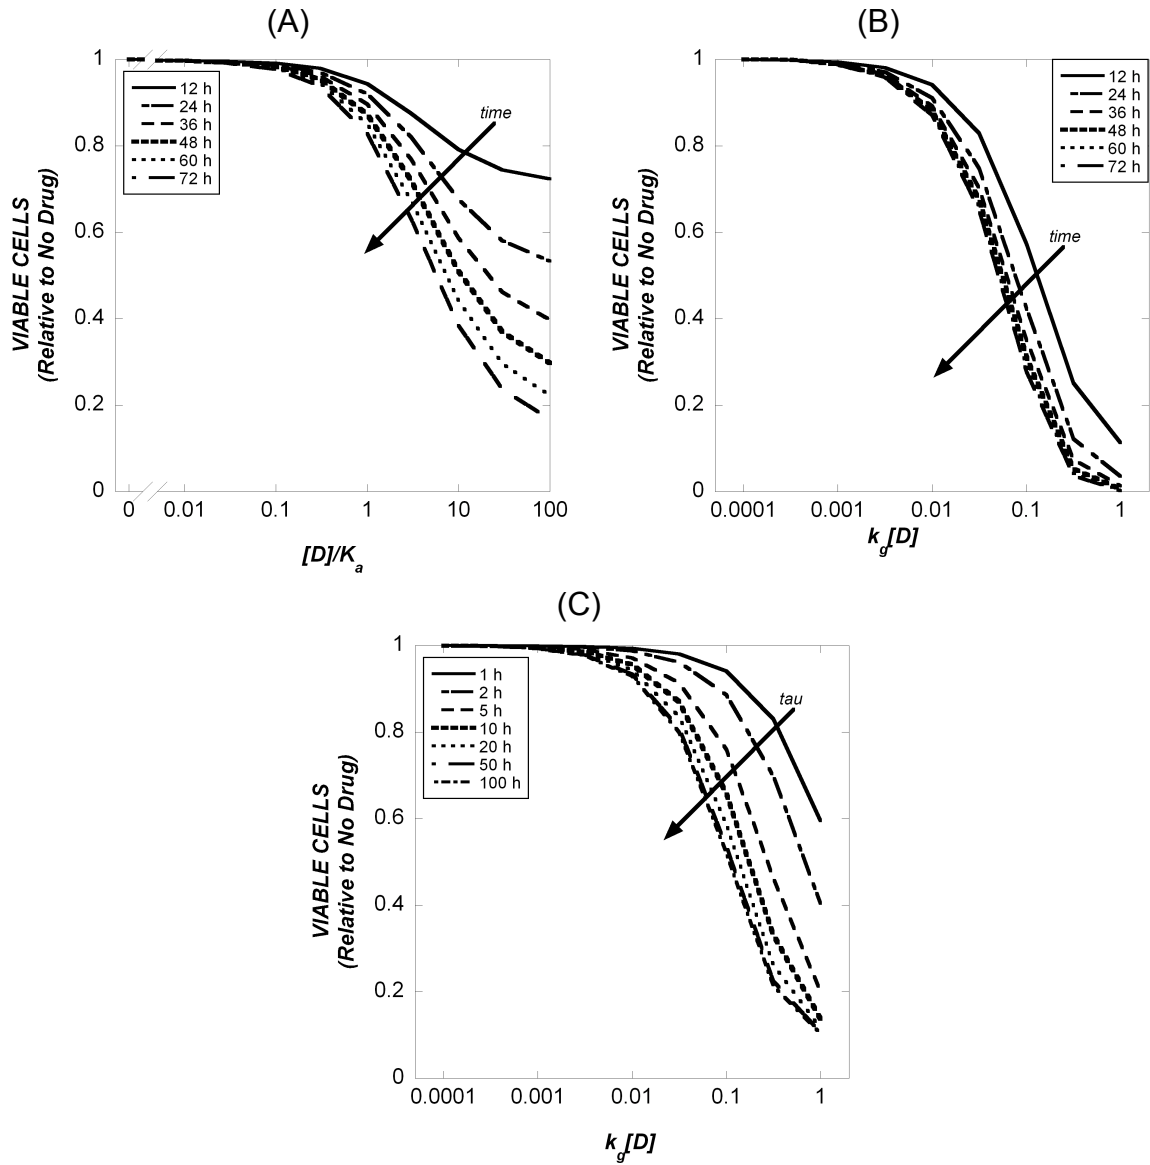 (A)
1
0.8
0.6
0.4
0.2
0
VIABLE CELLS
(Relative to No Drug)
12 h
24 h
36 h
48 h
60 h
72 h
time
0 0.01 0.1 1 10 100
[D]/Ka
(B)
1
0.8
0.6
0.4
0.2
0
VIABLE CELLS
(Relative to No Drug)
12 h
24 h
36 h
48 h
60 h
72 h
time
0.0001 0.001 0.01 0.1 1
kg[D]
(C)
1
0.8
0.6
0.4
0.2
0
VIABLE CELLS
(Relative to No Drug)
1 h
2 h
5 h
10 h
20 h
50 h
100 h
tau
0.0001 0.001 0.01 0.1 1
kg[D]